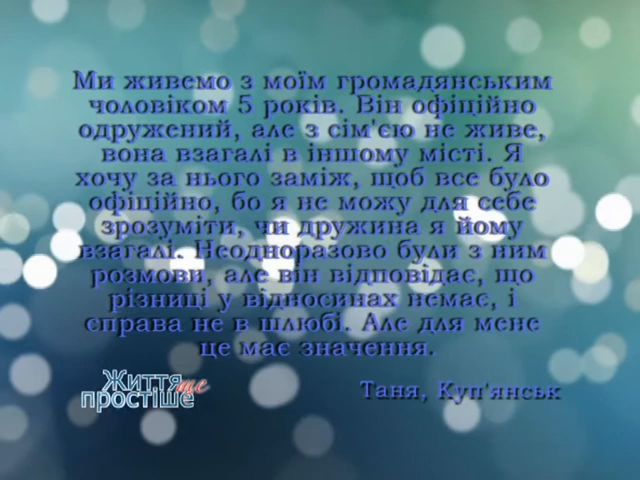 Ми живемо з моїм громадянським
чоловіком 5 років. Він офіційно
одружений, але з сім'єю не живе,
вона взагалі в іншому місті. Я
хочу за нього заміж, щоб все було
офіційно, бо я не можу для себе
зрозуміти, чи дружина я йому
взагалі. Неодноразово були з ним
розмови, але він відповідає, що
різниці у відносинах немає, і
справа не в шлюбі. Але для мене
це має значення.
Таня, Куп'янськ
Життя ще
простіше